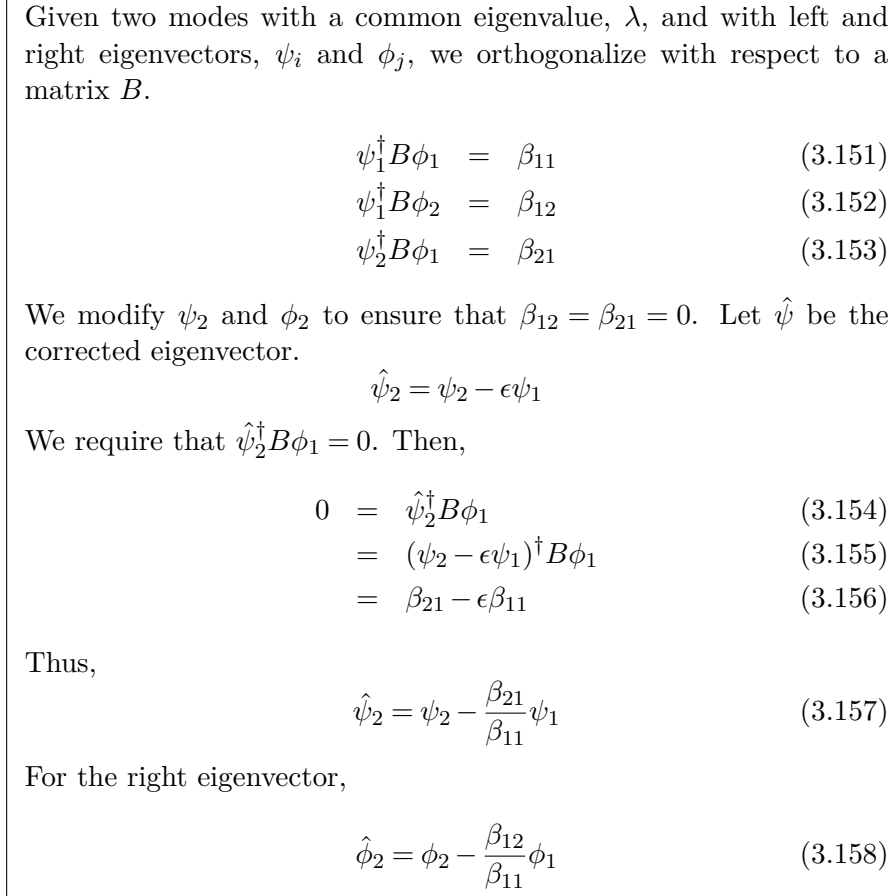 Given two modes with a common eigenvalue, λ, and with left and
right eigenvectors, ψ_i and φ_j, we orthogonalize with respect to a
matrix B.
ψ_1^† B φ_1 = β_11 (3.151)
ψ_1^† B φ_2 = β_12 (3.152)
ψ_2^† B φ_1 = β_21 (3.153)
We modify ψ_2 and φ_2 to ensure that β_12 = β_21 = 0. Let ψ̂ be the
corrected eigenvector.
ψ̂_2 = ψ_2 − ϵψ_1
We require that ψ̂_2^† B φ_1 = 0. Then,
0 = ψ̂_2^† B φ_1 (3.154)
= (ψ_2 − ϵψ_1)^† B φ_1 (3.155)
= β_21 − ϵβ_11 (3.156)
Thus,
ψ̂_2 = ψ_2 − \frac{β_21}{β_11} ψ_1 (3.157)
For the right eigenvector,
φ̂_2 = φ_2 − \frac{β_12}{β_11} φ_1 (3.158)